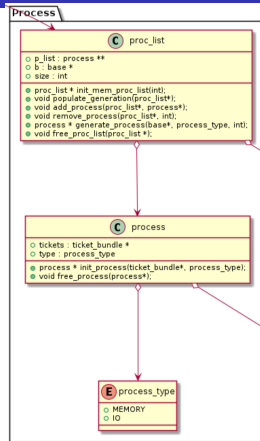 Process
C proc_list
p_list : process **
b : base *
size : int
proc_list * init_mem_proc_list(int);
void populate_generation(proc_list*);
void add_process(proc_list*, process*);
void remove_process(proc_list*, int);
process * generate_process(base*, process_type, int);
void free_proc_list(proc_list *);
C process
tickets : ticket_bundle *
type : process_type
process * init_process(ticket_bundle*, process_type);
void free_process(process*);
E process_type
MEMORY
IO